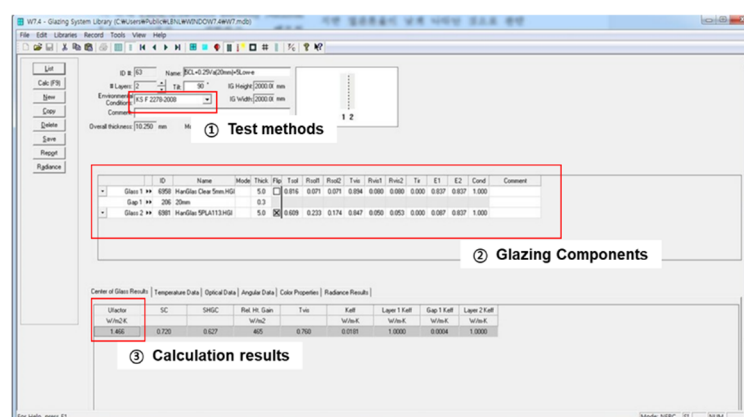 W7.4 - Glazing System Library (C:₩Users₩Public₩LBNL₩WINDOW7.4₩W7.mdb)
File Edit Libraries Record Tools View Help
List
Calc (F9)
New
Copy
Delete
Save
Report
Radiance
ID #: 63 Name: 5CL+0.25Va(20mm)+5Low-e
# Layers: 2 Tilt: 90 ° IG Height: 2000.00 mm
Environmental Conditions: KS F 2278-2008 IG Width: 2000.00 mm
Comment:
Overall thickness: 10.250 mm
1 2
① Test methods
ID Name Mode Thick Flip Tsol Rsol1 Rsol2 Tvis Rvis1 Rvis2 Tir E1 E2 Cond Comment
Glass 1 ▸▸ 6958 HanGlas Clear 5mm.HGI 5.0 0.816 0.071 0.071 0.894 0.080 0.080 0.000 0.837 0.837 1.000
Gap 1 ▸▸ 206 20mm 0.3
Glass 2 ▸▸ 6981 HanGlas 5PLA113.HGI 5.0 0.609 0.233 0.174 0.847 0.050 0.053 0.000 0.087 0.837 1.000
② Glazing Components
Center of Glass Results Temperature Data Optical Data Angular Data Color Properties Radiance Results
Ufactor SC SHGC Rel. Ht. Gain Tvis Keff Layer 1 Keff Gap 1 Keff Layer 2 Keff
W/m2-K W/m2 W/m-K W/m-K W/m-K W/m-K
1.466 0.720 0.627 465 0.760 0.0181 1.0000 0.0004 1.0000
③ Calculation results
For Help, press F1 Mode: NFRC SI NUM